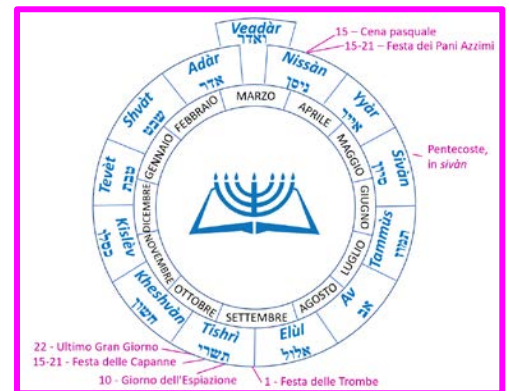 Veadàr
ואדר
15 – Cena pasquale
15-21 – Festa dei Pani Azzimi
Nissàn
ניסן
Yyàr
אייר
Sivàn
סיון
Pentecoste,
in sivàn
Tammùs
תמוז
Av
אב
Elùl
אלול
1 - Festa delle Trombe
Tishrì
תשרי
22 - Ultimo Gran Giorno
15-21 - Festa delle Capanne
10 - Giorno dell'Espiazione
Kheshvàn
חשון
Kislèv
כסלו
Tevèt
טבת
Shvàt
שבט
Adàr
אדר
MARZO
APRILE
MAGGIO
GIUGNO
LUGLIO
AGOSTO
SETTEMBRE
OTTOBRE
NOVEMBRE
DICEMBRE
GENNAIO
FEBBRAIO